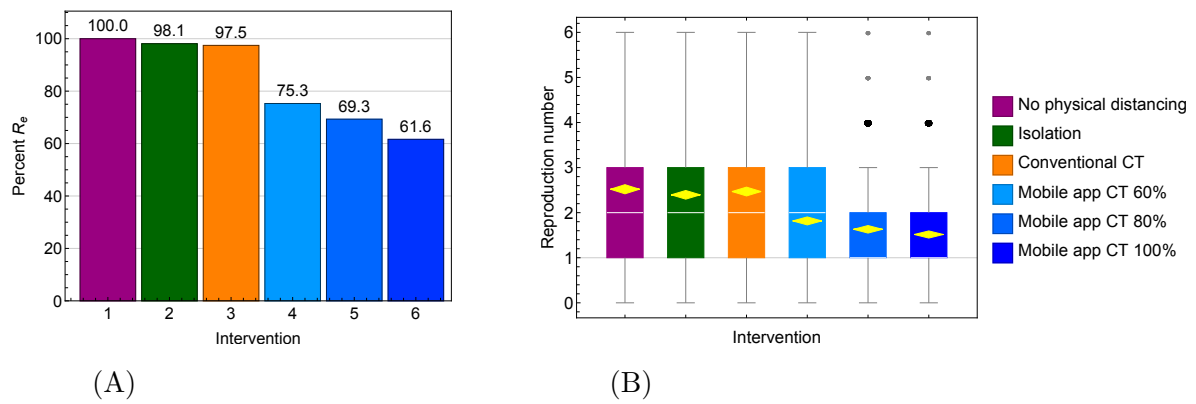 100.0
98.1
97.5
75.3
69.3
61.6
100
80
60
40
20
0
Percent Re
1 2 3 4 5 6
Intervention
(A)
6
5
4
3
2
1
0
Reproduction number
Intervention
(B)
No physical distancing
Isolation
Conventional CT
Mobile app CT 60%
Mobile app CT 80%
Mobile app CT 100%